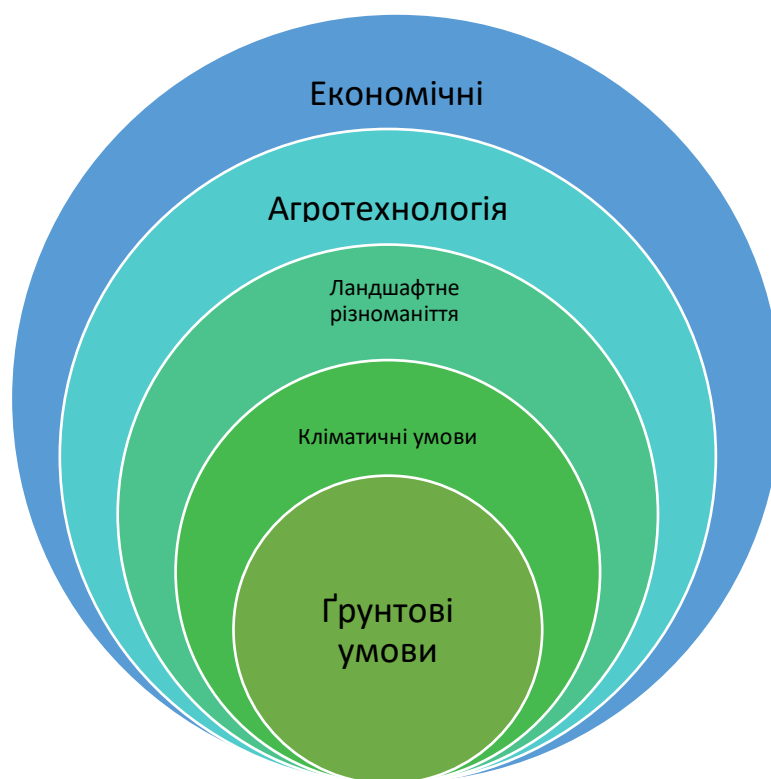 Економічні
Агротехнологія
Ландшафтне
різноманіття
Кліматичні умови
Ґрунтові
умови